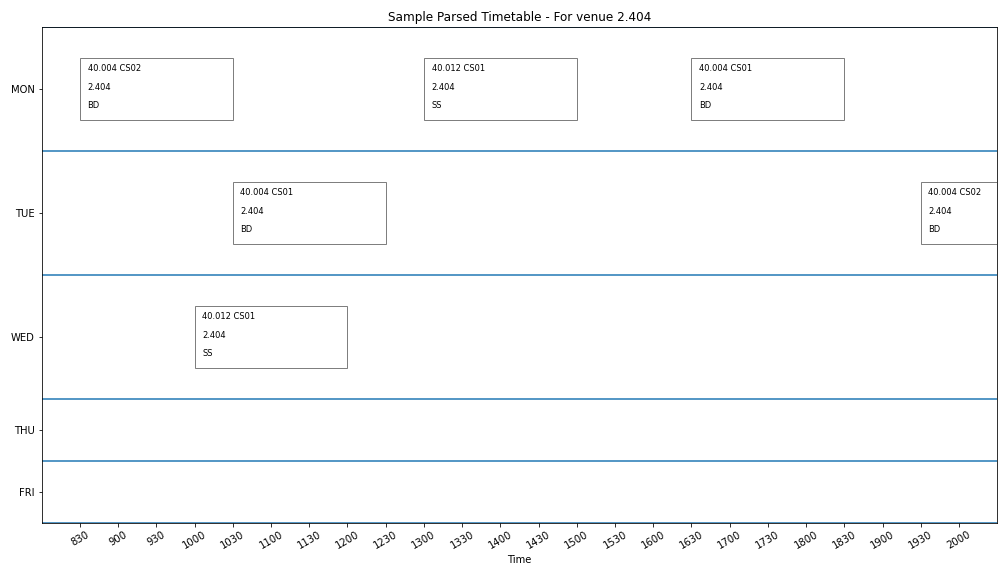 Sample Parsed Timetable - For venue 2.404
MON
40.004 CS02
2.404
BD
40.012 CS01
2.404
SS
40.004 CS01
2.404
BD
TUE
40.004 CS01
2.404
BD
40.004 CS02
2.404
BD
WED
40.012 CS01
2.404
SS
THU
FRI
830 900 930 1000 1030 1100 1130 1200 1230 1300 1330 1400 1430 1500 1530 1600 1630 1700 1730 1800 1830 1900 1930 2000
Time